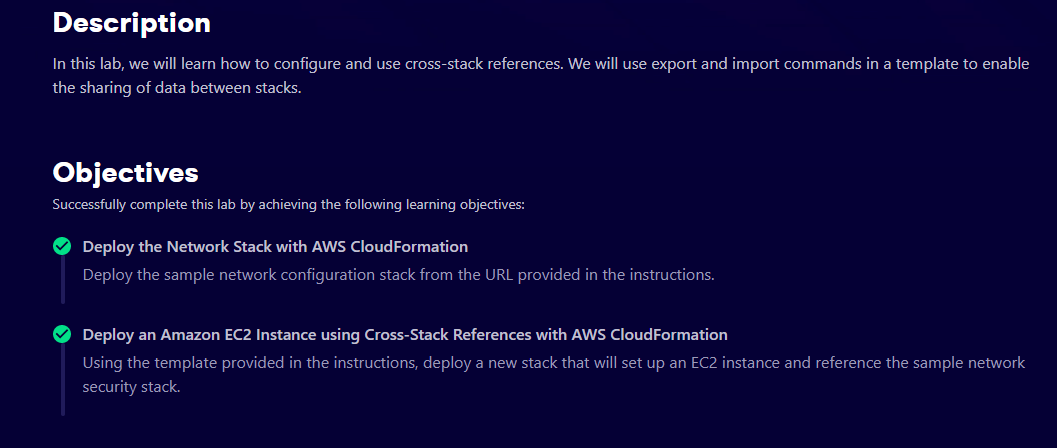 Description
In this lab, we will learn how to configure and use cross-stack references. We will use export and import commands in a template to enable
the sharing of data between stacks.
Objectives
Successfully complete this lab by achieving the following learning objectives:
Deploy the Network Stack with AWS CloudFormation
Deploy the sample network configuration stack from the URL provided in the instructions.
Deploy an Amazon EC2 Instance using Cross-Stack References with AWS CloudFormation
Using the template provided in the instructions, deploy a new stack that will set up an EC2 instance and reference the sample network
security stack.